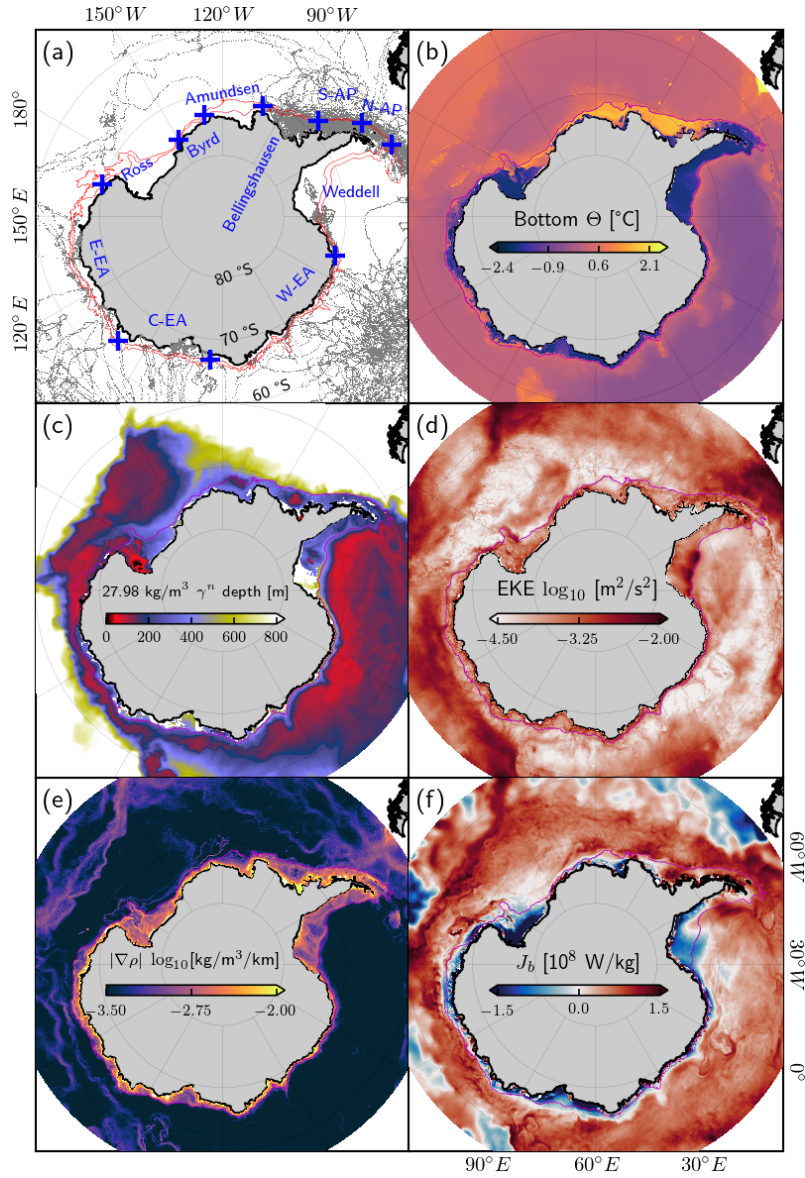 150°W 120°W 90°W
(a)
Amundsen
S-AP
N-AP
Ross
Byrd
Bellingshausen
Weddell
E-EA
80 °S
W-EA
C-EA
70 °S
60 °S
180°
150°E
120°E
(b)
Bottom Θ [°C]
−2.4 −0.9 0.6 2.1
(c)
27.98 kg/m³ γⁿ depth [m]
0 200 400 600 800
(d)
EKE log₁₀ [m²/s²]
−4.50 −3.25 −2.00
(e)
|∇ρ| log₁₀[kg/m³/km]
−3.50 −2.75 −2.00
(f)
J_b [10⁸ W/kg]
−1.5 0.0 1.5
60°W
30°W
0°
90°E 60°E 30°E